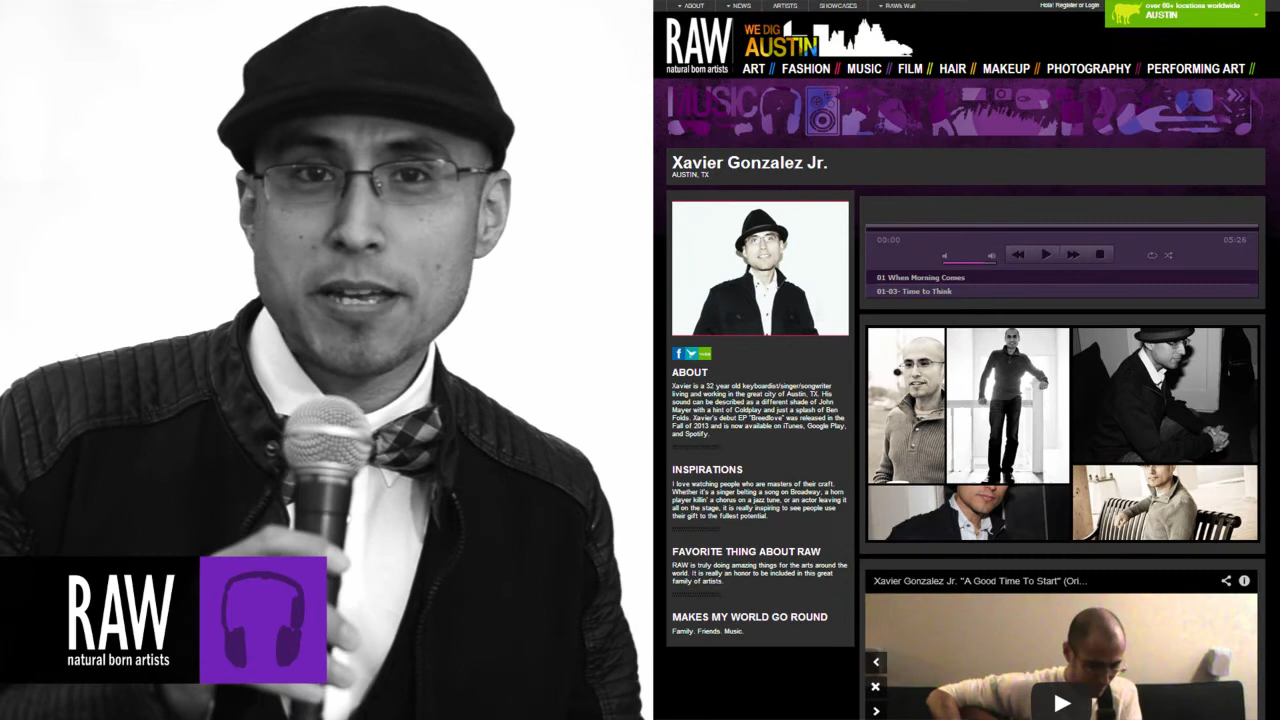 RAW
natural born artists
ABOUT
NEWS
ARTISTS
SHOWCASES
RAWk Wall
Hola! Register or Login
over 60+ locations worldwide
AUSTIN
RAW
natural born artists
WE DIG
AUSTIN
ART // FASHION // MUSIC // FILM // HAIR // MAKEUP // PHOTOGRAPHY // PERFORMING ART //
MUSIC
Xavier Gonzalez Jr.
AUSTIN, TX
00:00
05:26
01 When Morning Comes
01-03- Time to Think
ABOUT
Xavier is a 32 year old keyboardist/singer/songwriter
living and working in the great city of Austin, TX. His
sound can be described as a different shade of John
Mayer with a hint of Coldplay and just a splash of Ben
Folds. Xavier's debut EP "Breedlove" was released in the
Fall of 2013 and is now available on iTunes, Google Play,
and Spotify.
INSPIRATIONS
I love watching people who are masters of their craft.
Whether it's a singer belting a song on Broadway, a horn
player killin' a chorus on a jazz tune, or an actor leaving it
all on the stage, it is really inspiring to see people use
their gift to the fullest potential.
FAVORITE THING ABOUT RAW
RAW is truly doing amazing things for the arts around the
world. It is really an honor to be included in this great
family of artists.
MAKES MY WORLD GO ROUND
Family. Friends. Music.
Xavier Gonzalez Jr. "A Good Time To Start" (Ori...